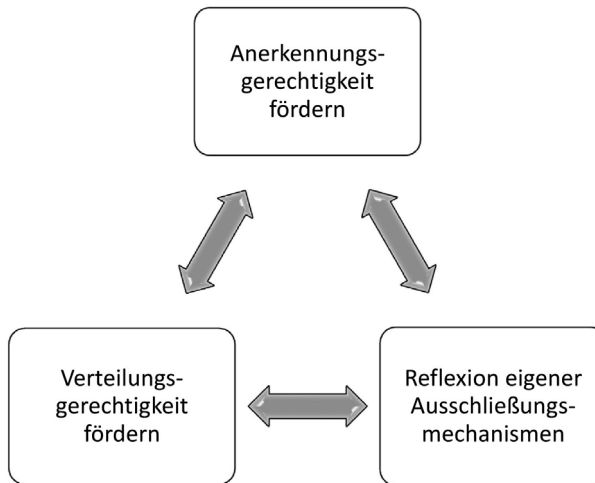 Anerkennungs-
gerechtigkeit
fördern
Verteilungs-
gerechtigkeit
fördern
Reflexion eigener
Ausschließungs-
mechanismen